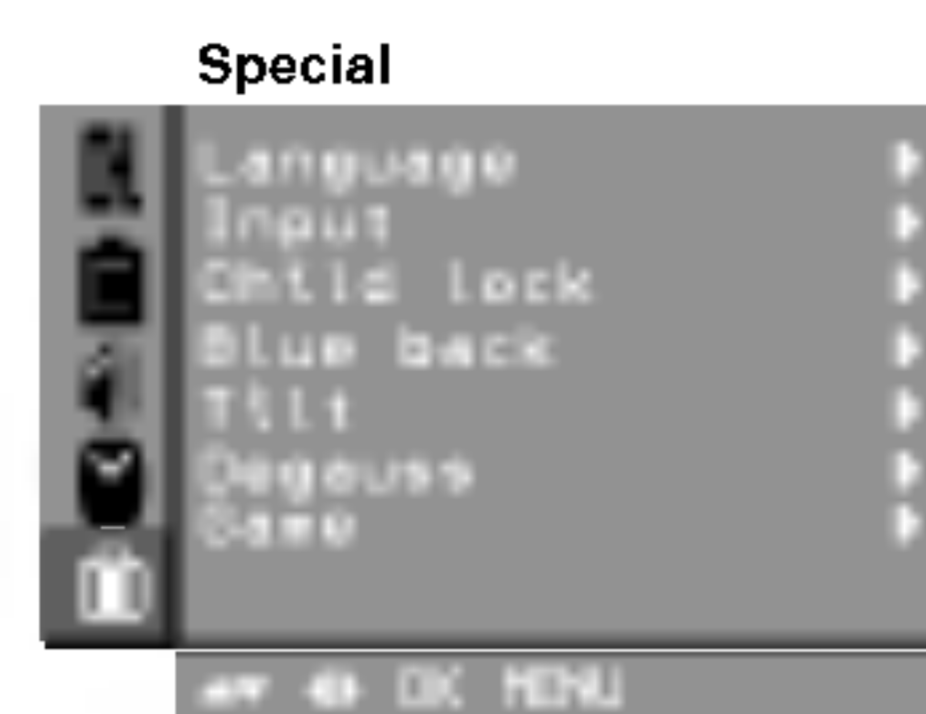 Special
Language
Input
Child lock
Blue back
Tilt
Degauss
Game
OK MENU